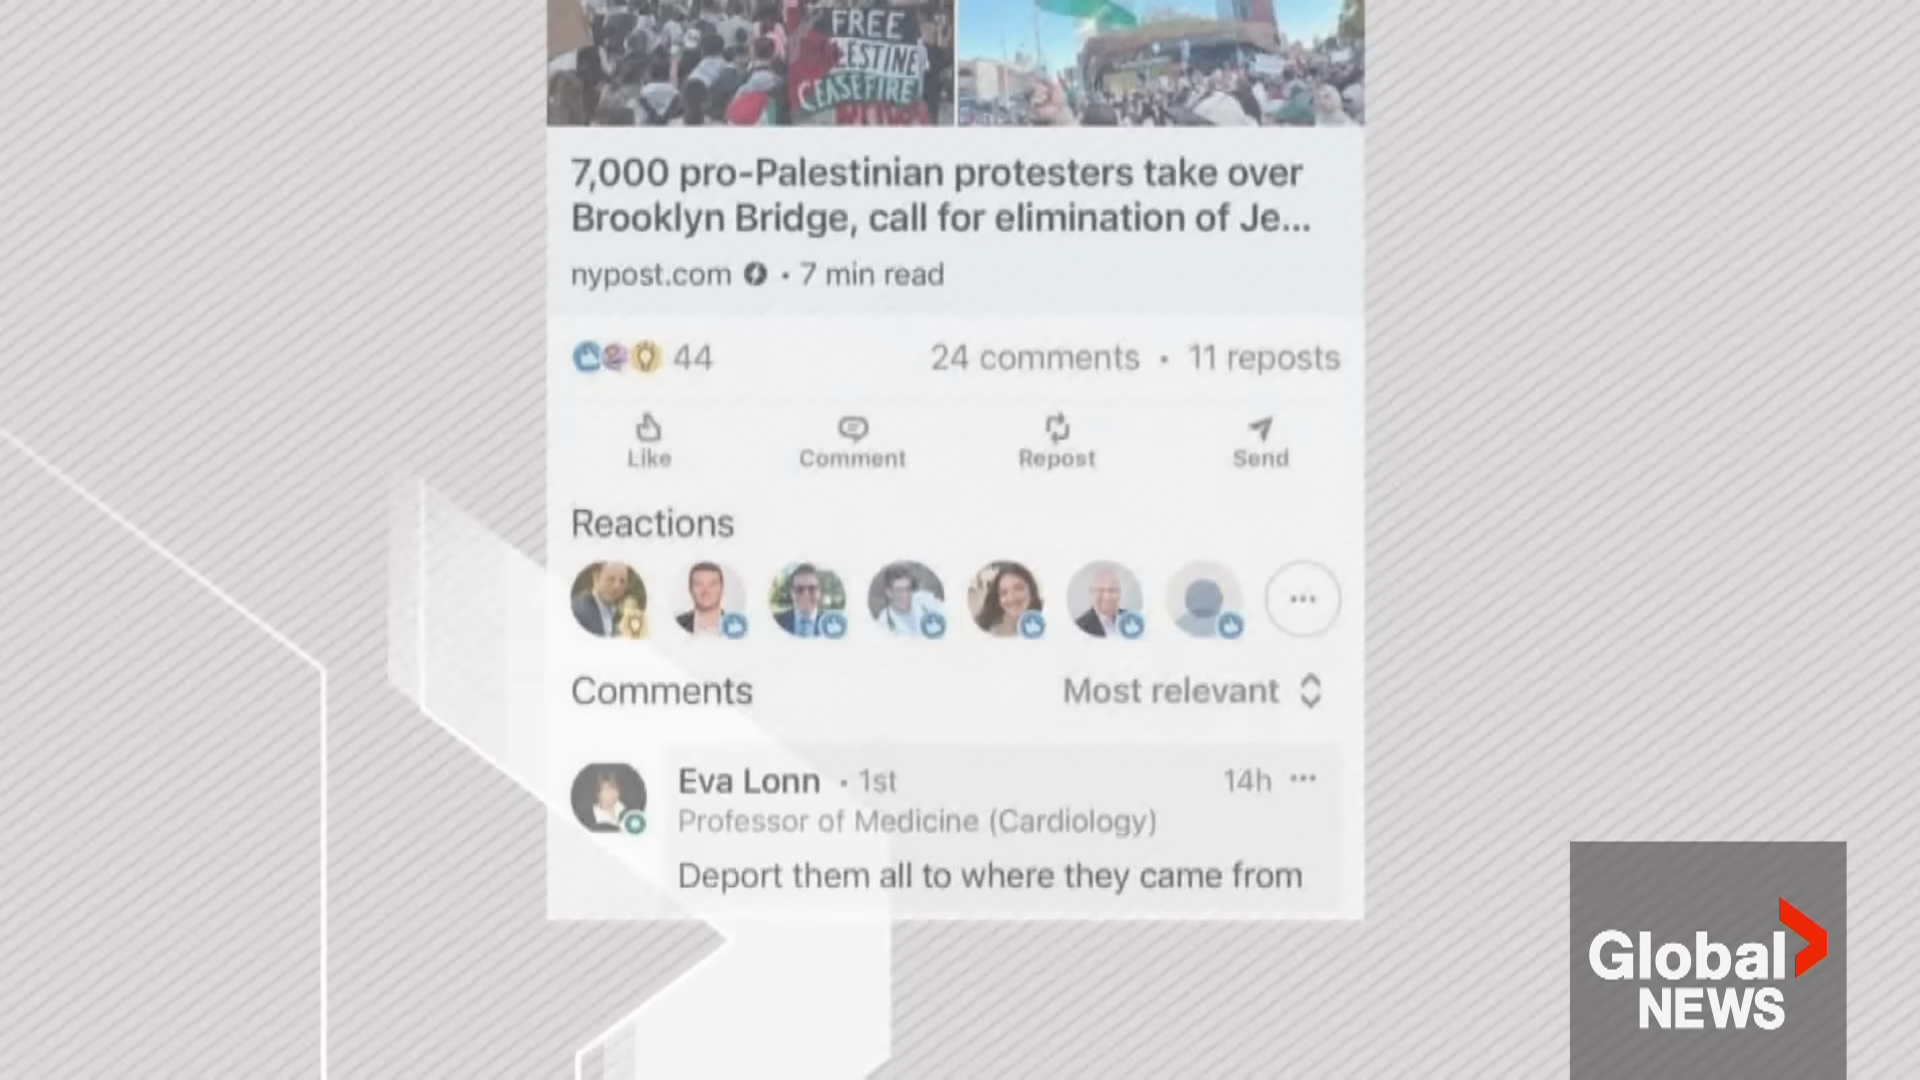 FREE
CEASEFIRE
7,000 pro-Palestinian protesters take over
Brooklyn Bridge, call for elimination of Je...
nypost.com • 7 min read
44
24 comments • 11 reposts
Like
Comment
Repost
Send
Reactions
Comments
Most relevant
Eva Lonn • 1st
14h
Professor of Medicine (Cardiology)
Deport them all to where they came from
Global
NEWS